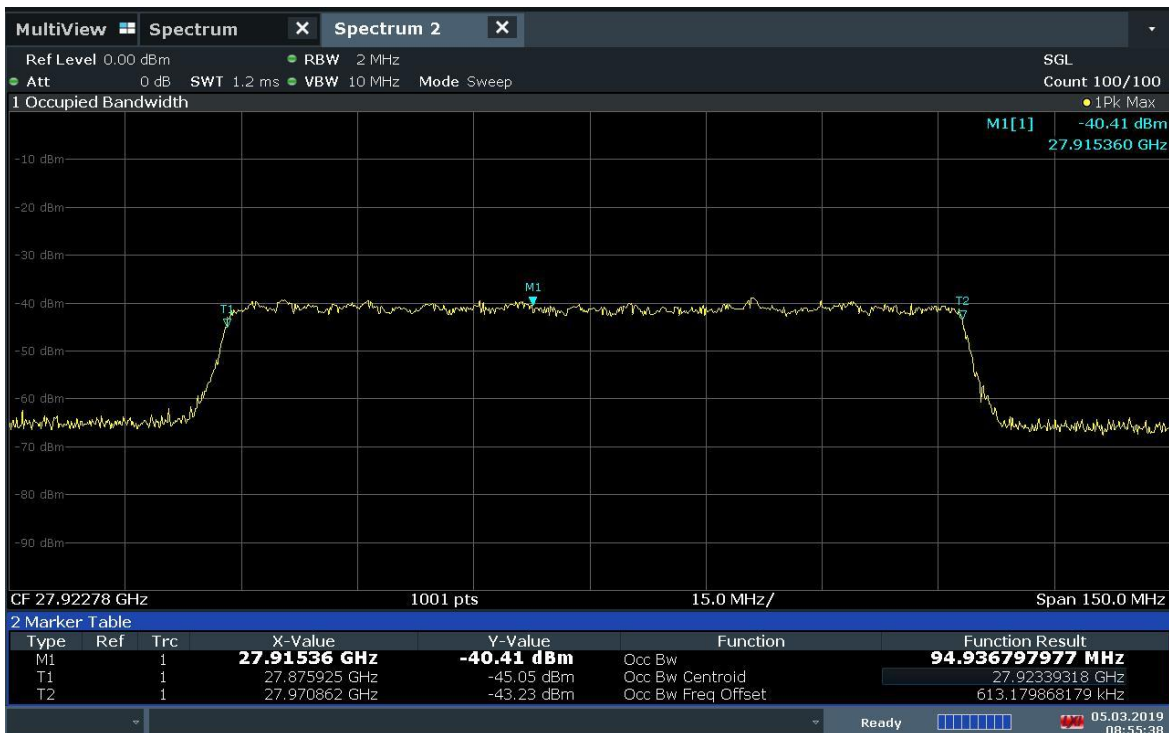 MultiView Spectrum X Spectrum 2 X
Ref Level 0.00 dBm RBW 2 MHz SGL
Att 0 dB SWT 1.2 ms VBW 10 MHz Mode Sweep Count 100/100
1 Occupied Bandwidth 1Pk Max
M1[1] -40.41 dBm
27.915360 GHz
-10 dBm
-20 dBm
-30 dBm
M1
-40 dBm
T1 T2
-50 dBm
-60 dBm
-70 dBm
-80 dBm
-90 dBm
CF 27.92278 GHz 1001 pts 15.0 MHz/ Span 150.0 MHz
2 Marker Table
Type Ref Trc X-Value Y-Value Function Function Result
M1 1 27.91536 GHz -40.41 dBm Occ Bw 94.936797977 MHz
T1 1 27.875925 GHz -45.05 dBm Occ Bw Centroid 27.92339318 GHz
T2 1 27.970862 GHz -43.23 dBm Occ Bw Freq Offset 613.179868179 kHz
Ready LXI 05.03.2019
08:55:38